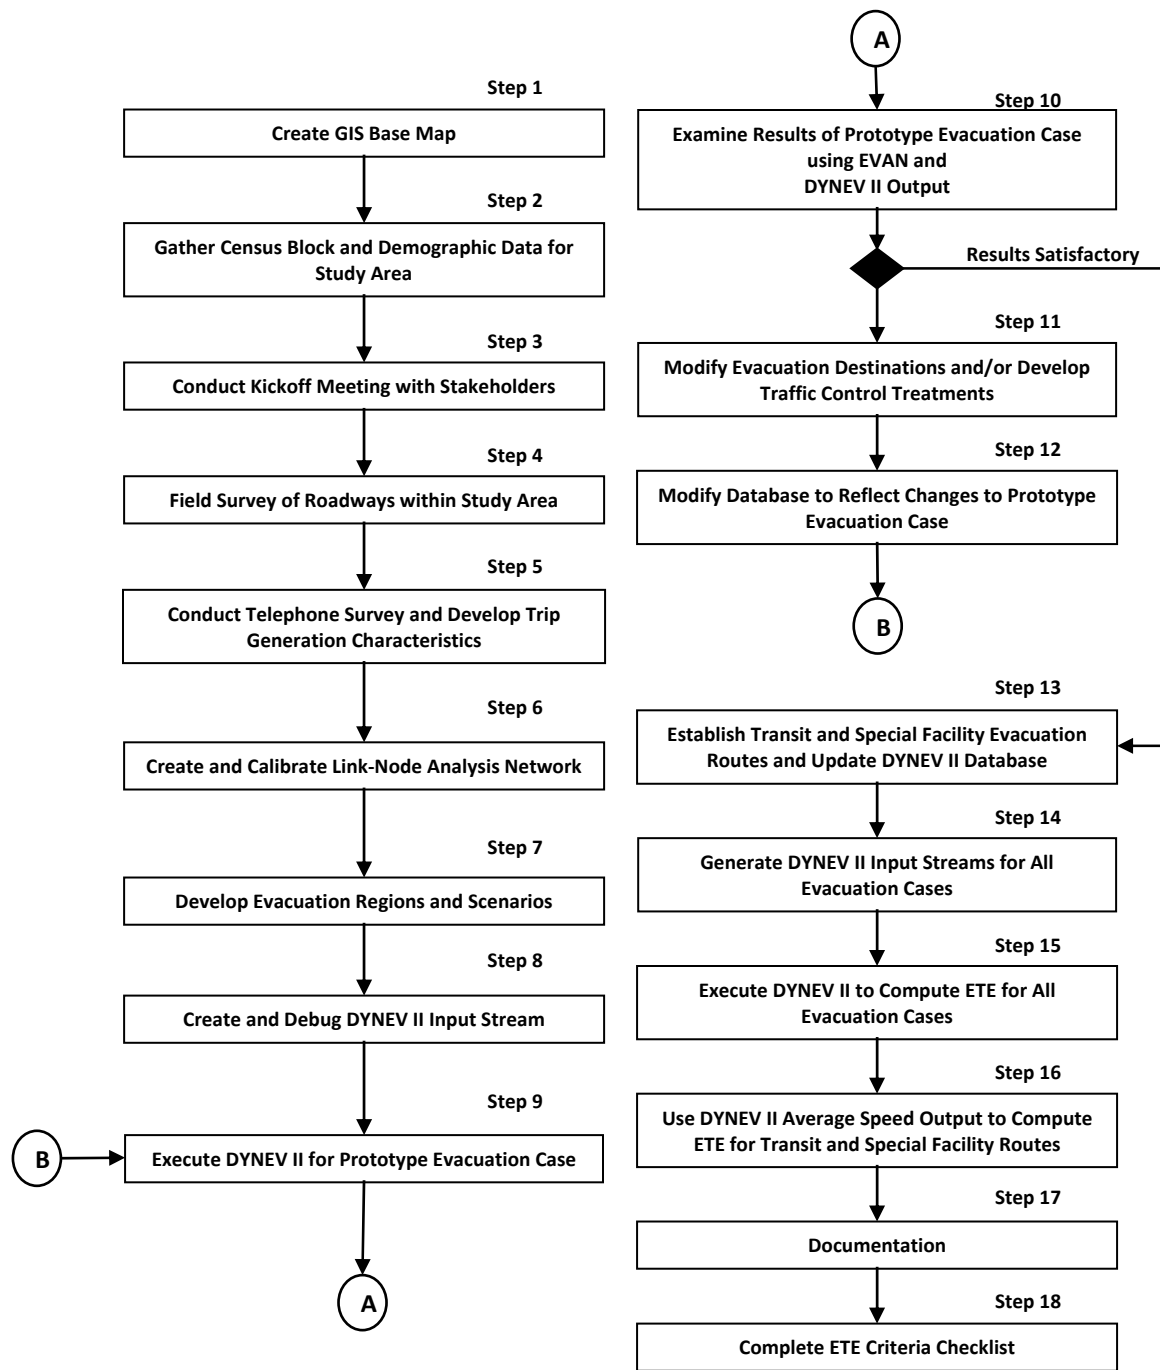 Step 1
Create GIS Base Map
Step 2
Gather Census Block and Demographic Data for
Study Area
Step 3
Conduct Kickoff Meeting with Stakeholders
Step 4
Field Survey of Roadways within Study Area
Step 5
Conduct Telephone Survey and Develop Trip
Generation Characteristics
Step 6
Create and Calibrate Link-Node Analysis Network
Step 7
Develop Evacuation Regions and Scenarios
Step 8
Create and Debug DYNEV II Input Stream
Step 9
B
Execute DYNEV II for Prototype Evacuation Case
A
A
Step 10
Examine Results of Prototype Evacuation Case
using EVAN and
DYNEV II Output
Results Satisfactory
Step 11
Modify Evacuation Destinations and/or Develop
Traffic Control Treatments
Step 12
Modify Database to Reflect Changes to Prototype
Evacuation Case
B
Step 13
Establish Transit and Special Facility Evacuation
Routes and Update DYNEV II Database
Step 14
Generate DYNEV II Input Streams for All
Evacuation Cases
Step 15
Execute DYNEV II to Compute ETE for All
Evacuation Cases
Step 16
Use DYNEV II Average Speed Output to Compute
ETE for Transit and Special Facility Routes
Step 17
Documentation
Step 18
Complete ETE Criteria Checklist